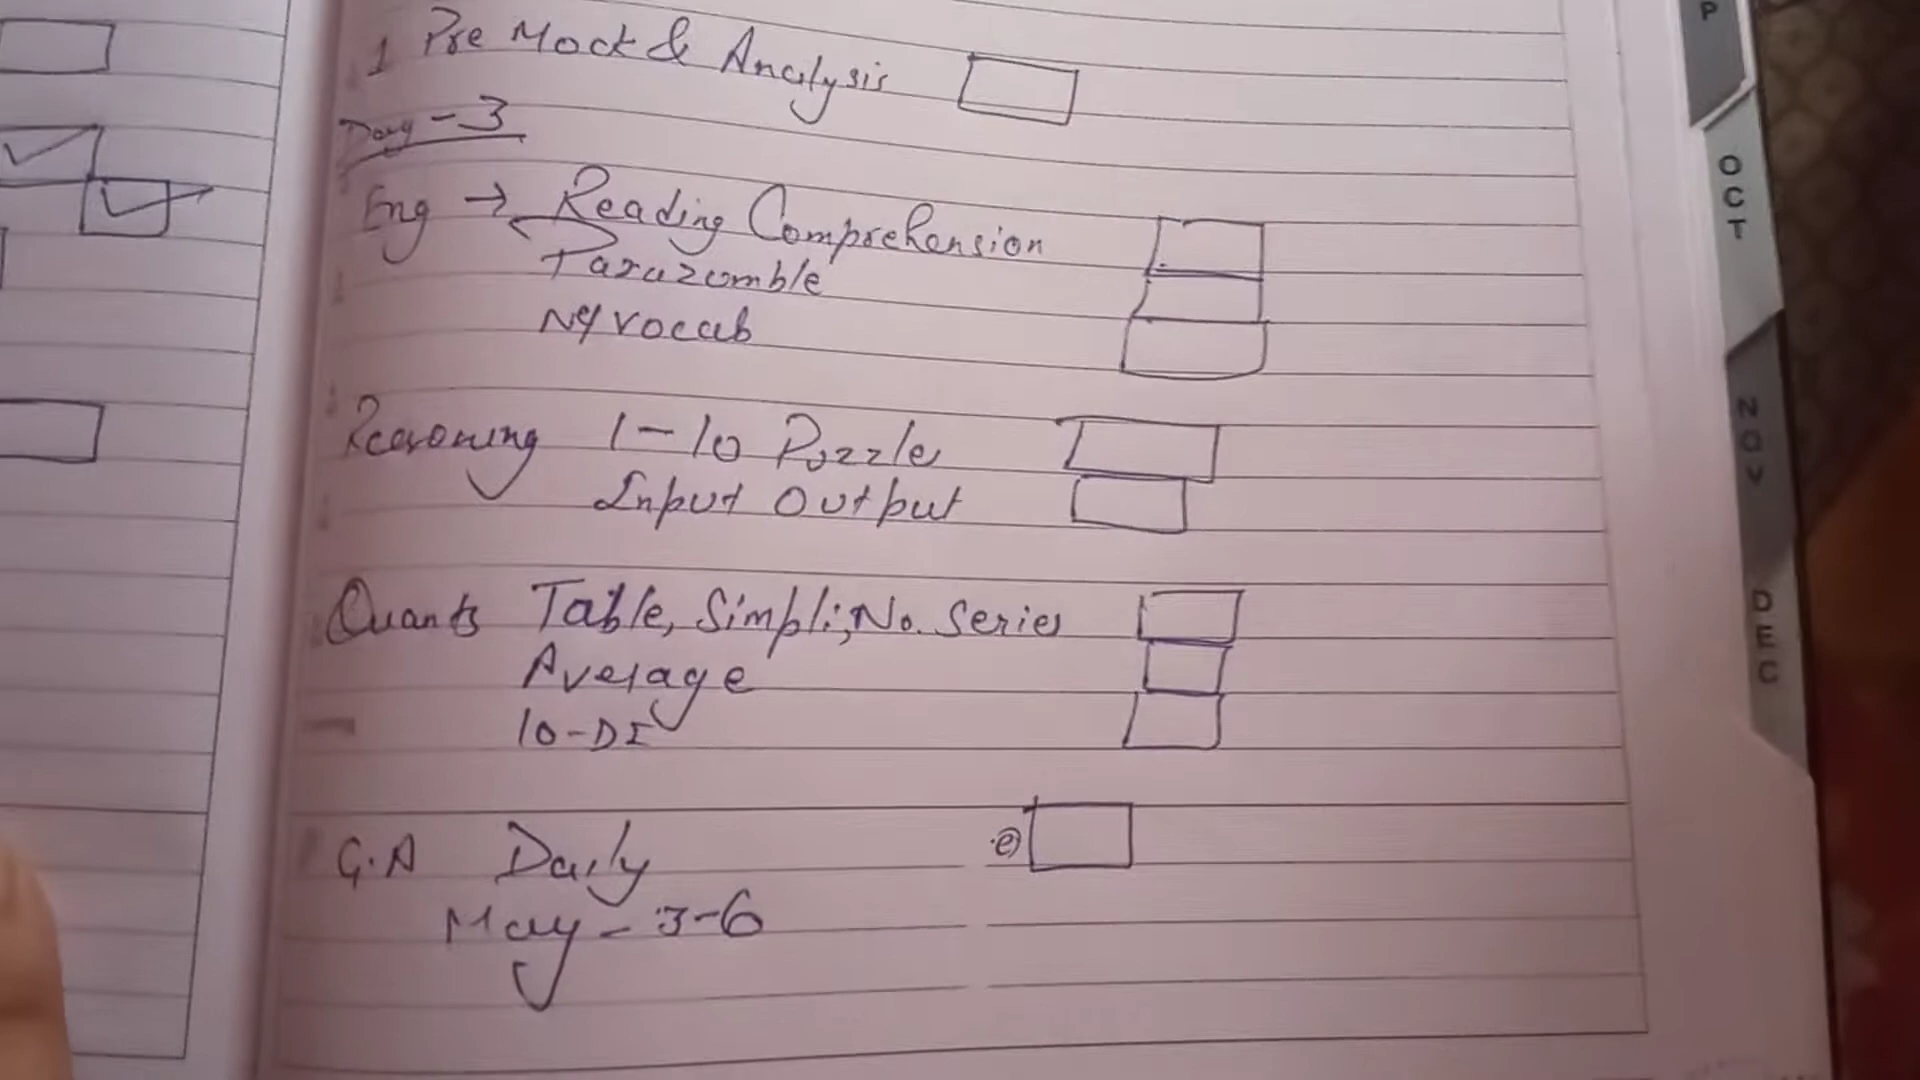 1 Pre Mock & Analysis
Day-3
Eng → Reading Comprehension
Parazumble
Vocab
Reasoning 1-10 Puzzle
Input Output
Quants Table, Simpli; No. Series
Average
10-DI
G.A Daily
May-3-6
P
OCT
NOV
DEC